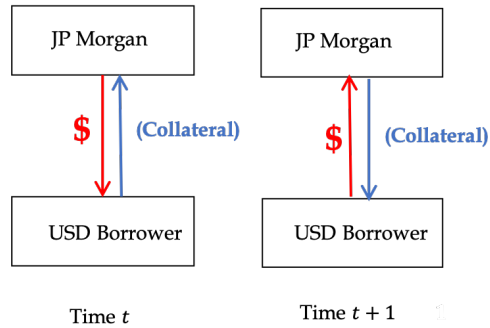 JP Morgan
$
(Collateral)
USD Borrower
Time t
JP Morgan
$
(Collateral)
USD Borrower
Time t + 1